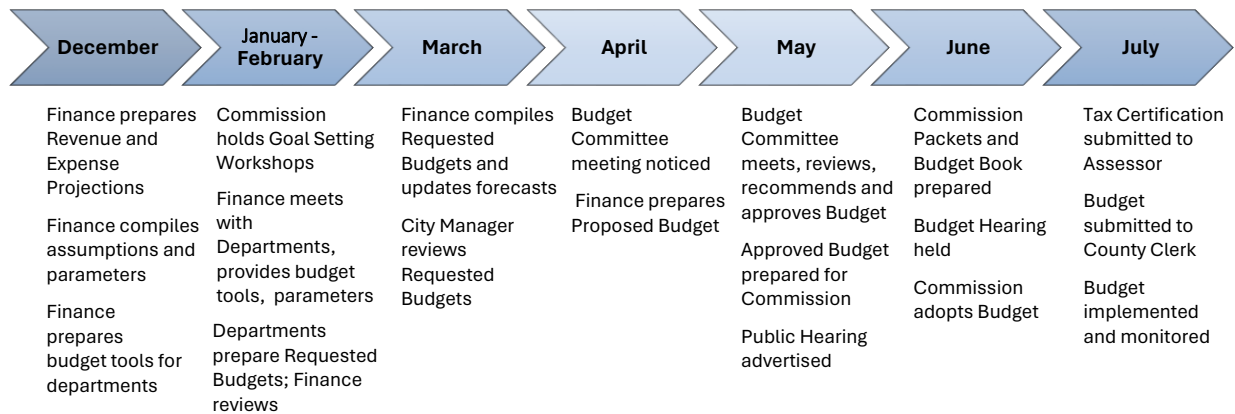 December
January -
February
March
April
May
June
July
Finance prepares
Revenue and
Expense
Projections
Finance compiles
assumptions and
parameters
Finance
prepares
budget tools for
departments
Commission
holds Goal Setting
Workshops
Finance meets
with
Departments,
provides budget
tools, parameters
Departments
prepare Requested
Budgets; Finance
reviews
Finance compiles
Requested
Budgets and
updates forecasts
City Manager
reviews
Requested
Budgets
Budget
Committee
meeting noticed
Finance prepares
Proposed Budget
Budget
Committee
meets, reviews,
recommends and
approves Budget
Approved Budget
prepared for
Commission
Public Hearing
advertised
Commission
Packets and
Budget Book
prepared
Budget Hearing
held
Commission
adopts Budget
Tax Certification
submitted to
Assessor
Budget
submitted to
County Clerk
Budget
implemented
and monitored